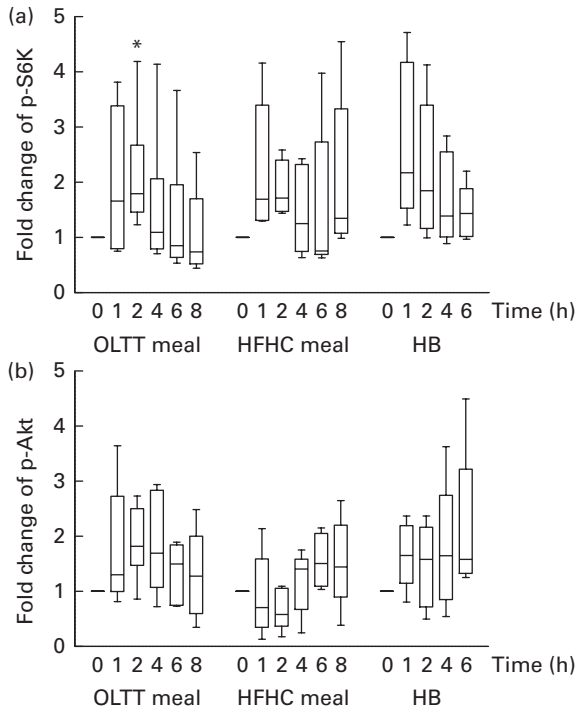 (a)
Fold change of p-S6K
5
4
3
2
1
0
*
0 1 2 4 6 8 0 1 2 4 6 8 0 1 2 4 6 Time (h)
OLTT meal HFHC meal HB
(b)
Fold change of p-Akt
5
4
3
2
1
0
0 1 2 4 6 8 0 1 2 4 6 8 0 1 2 4 6 Time (h)
OLTT meal HFHC meal HB